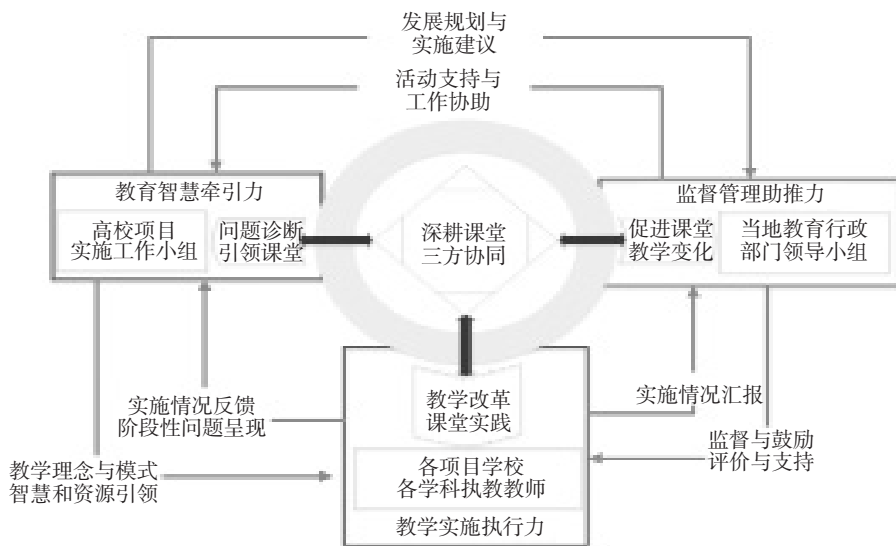 发展规划与
实施建议
活动支持与
工作协助
教育智慧牵引力
高校项目
实施工作小组
问题诊断
引领课堂
深耕课堂
三方协同
监督管理助推力
促进课堂
教学变化
当地教育行政
部门领导小组
实施情况反馈
阶段性问题呈现
教学理念与模式
智慧和资源引领
教学改革
课堂实践
各项目学校
各学科执教教师
教学实施执行力
实施情况汇报
监督与鼓励
评价与支持